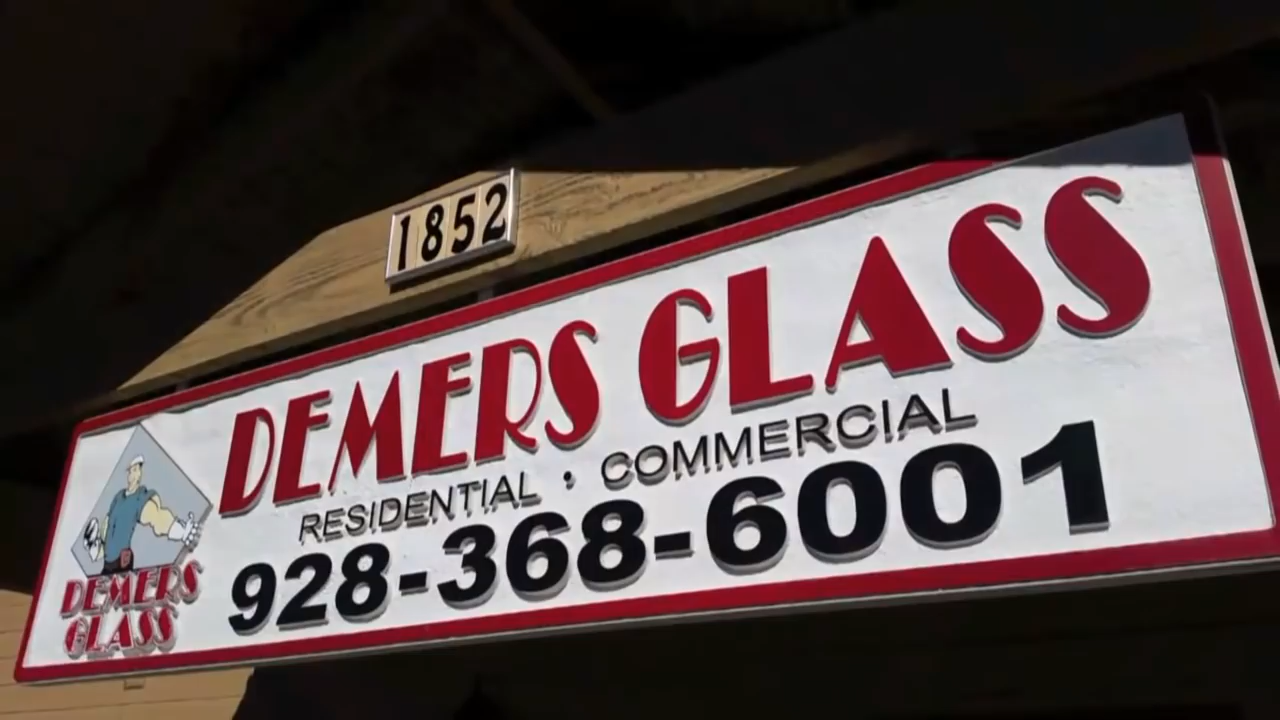 1852
DEMERS GLASS
RESIDENTIAL • COMMERCIAL
928-368-6001
DEMERS
GLASS